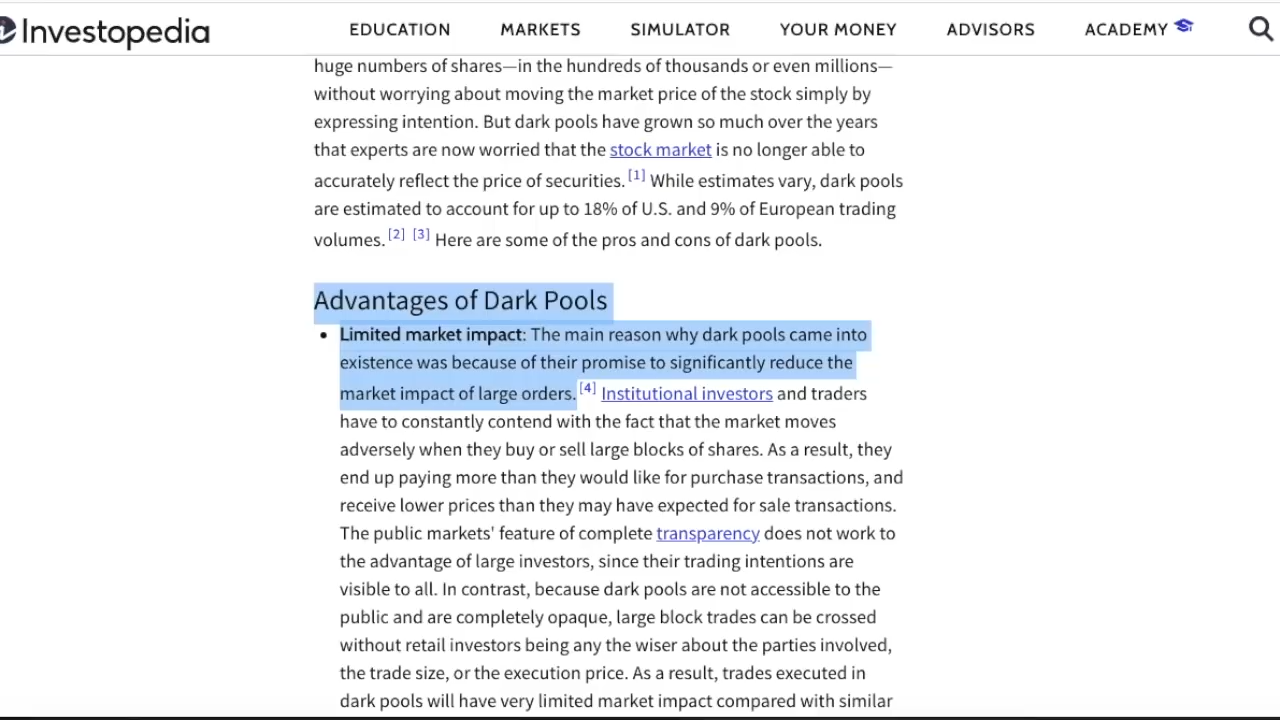 Investopedia
EDUCATION MARKETS SIMULATOR YOUR MONEY ADVISORS ACADEMY
huge numbers of shares—in the hundreds of thousands or even millions—
without worrying about moving the market price of the stock simply by
expressing intention. But dark pools have grown so much over the years
that experts are now worried that the stock market is no longer able to
accurately reflect the price of securities. [1] While estimates vary, dark pools
are estimated to account for up to 18% of U.S. and 9% of European trading
volumes. [2] [3] Here are some of the pros and cons of dark pools.
Advantages of Dark Pools
• Limited market impact: The main reason why dark pools came into
existence was because of their promise to significantly reduce the
market impact of large orders. [4] Institutional investors and traders
have to constantly contend with the fact that the market moves
adversely when they buy or sell large blocks of shares. As a result, they
end up paying more than they would like for purchase transactions, and
receive lower prices than they may have expected for sale transactions.
The public markets' feature of complete transparency does not work to
the advantage of large investors, since their trading intentions are
visible to all. In contrast, because dark pools are not accessible to the
public and are completely opaque, large block trades can be crossed
without retail investors being any the wiser about the parties involved,
the trade size, or the execution price. As a result, trades executed in
dark pools will have very limited market impact compared with similar